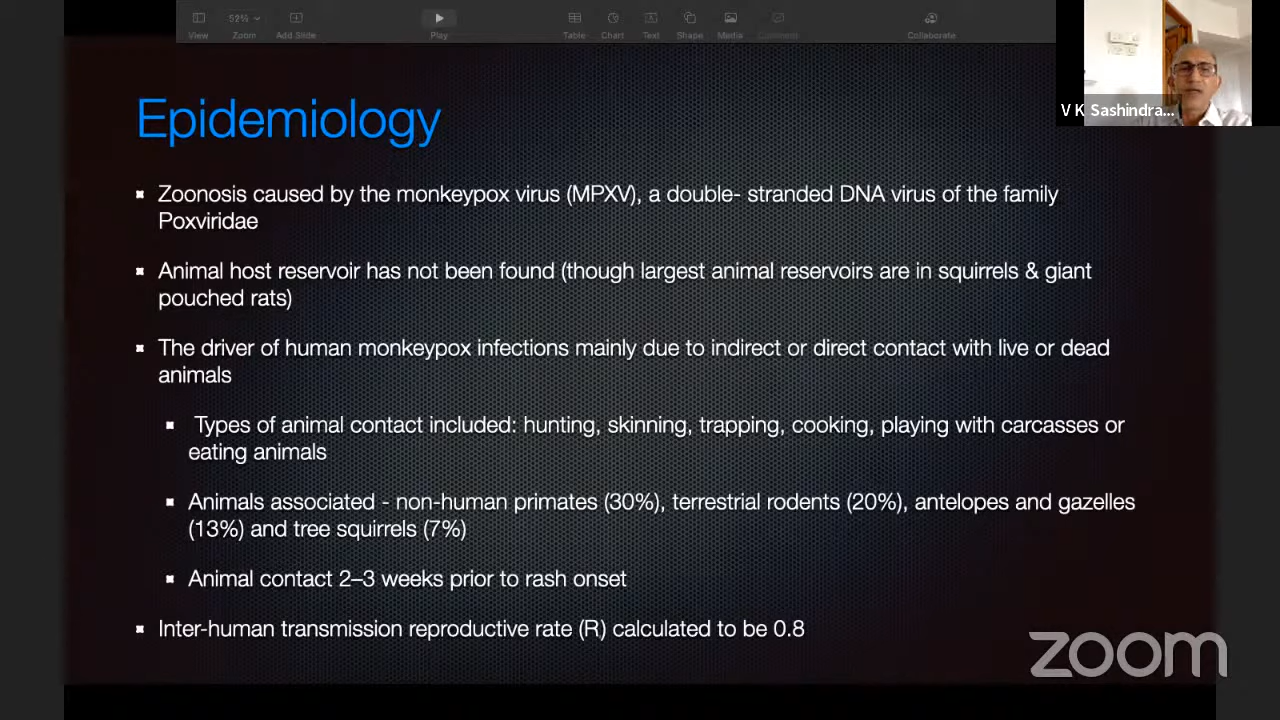 52%
View
Zoom
Add Slide
Play
Table
Chart
Text
Shape
Media
Comment
Collaborate
V K Sashindra...
Epidemiology
Zoonosis caused by the monkeypox virus (MPXV), a double- stranded DNA virus of the family
Poxviridae
Animal host reservoir has not been found (though largest animal reservoirs are in squirrels & giant
pouched rats)
The driver of human monkeypox infections mainly due to indirect or direct contact with live or dead
animals
Types of animal contact included: hunting, skinning, trapping, cooking, playing with carcasses or
eating animals
Animals associated - non-human primates (30%), terrestrial rodents (20%), antelopes and gazelles
(13%) and tree squirrels (7%)
Animal contact 2–3 weeks prior to rash onset
Inter-human transmission reproductive rate (R) calculated to be 0.8
zoom